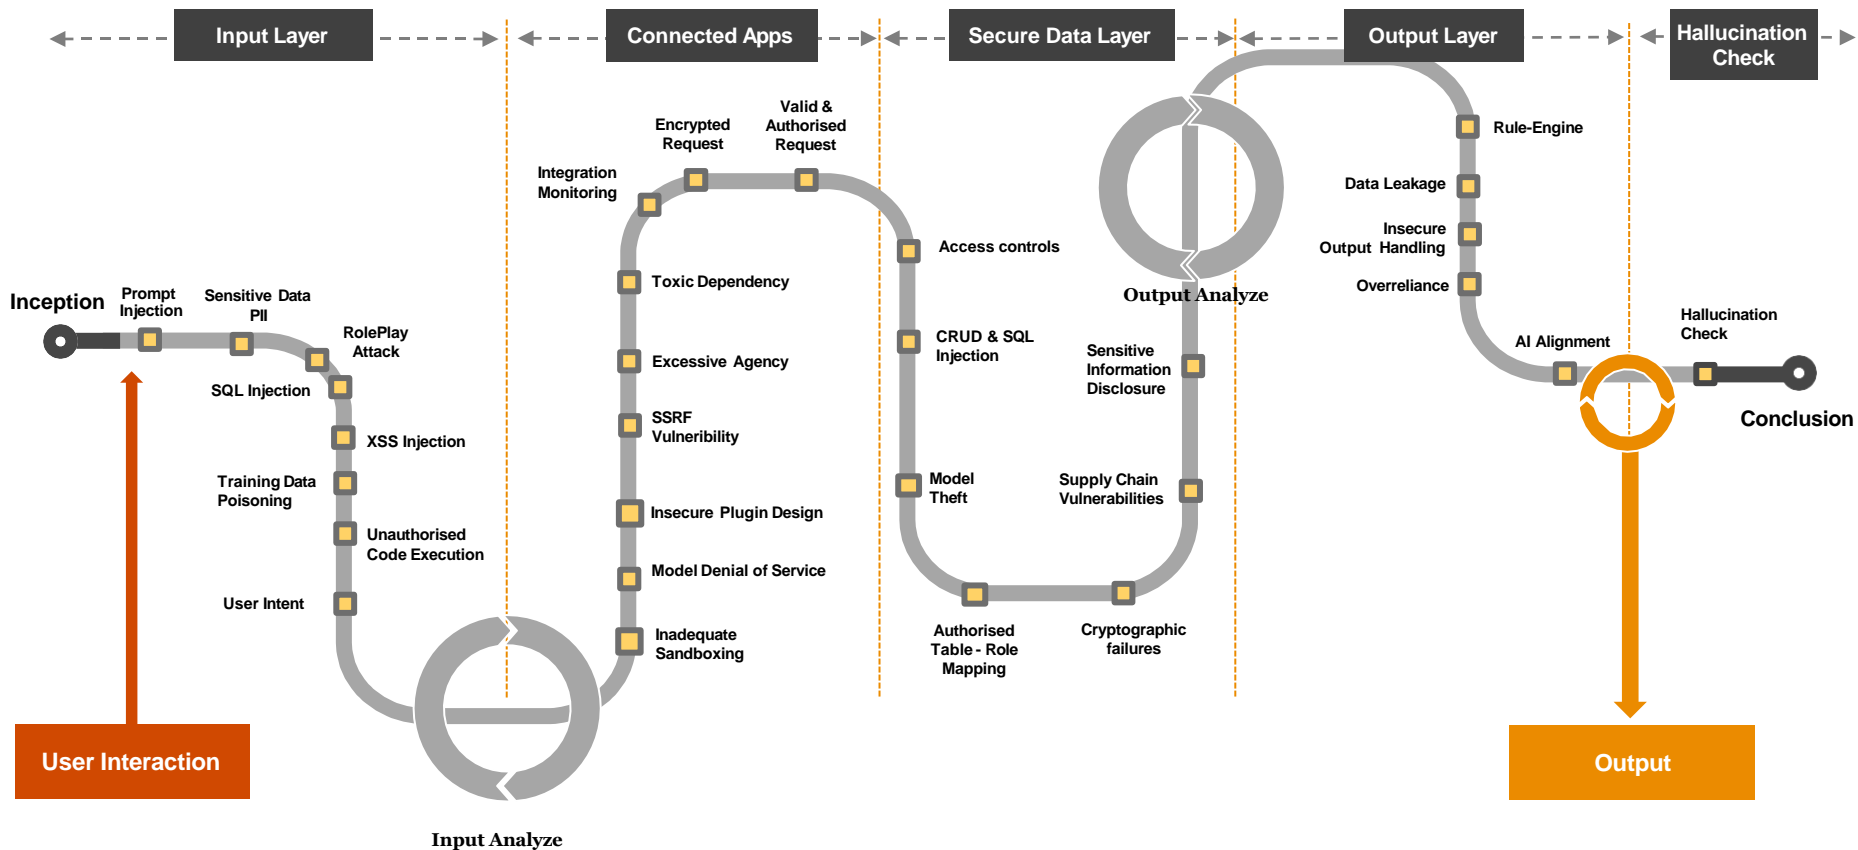 Input Layer
Connected Apps
Secure Data Layer
Output Layer
Hallucination
Check
Inception
Prompt
Injection
Sensitive Data
PII
RolePlay
Attack
SQL Injection
XSS Injection
Training Data
Poisoning
Unauthorised
Code Execution
User Intent
User Interaction
Input Analyze
Inadequate
Sandboxing
Model Denial of Service
Insecure Plugin Design
SSRF
Vulneribility
Excessive Agency
Toxic Dependency
Integration
Monitoring
Encrypted
Request
Valid &
Authorised
Request
Access controls
CRUD & SQL
Injection
Model
Theft
Authorised
Table - Role
Mapping
Cryptographic
failures
Supply Chain
Vulnerabilities
Sensitive
Information
Disclosure
Output Analyze
Rule-Engine
Data Leakage
Insecure
Output Handling
Overreliance
AI Alignment
Hallucination
Check
Conclusion
Output